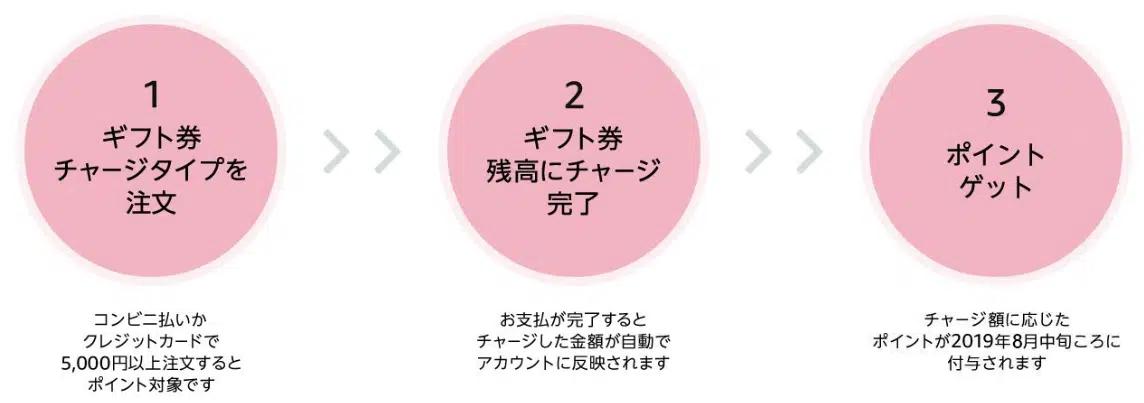 1
ギフト券
チャージタイプを
注文
コンビニ払いか
クレジットカードで
5,000円以上注文すると
ポイント対象です
2
ギフト券
残高にチャージ
完了
お支払が完了すると
チャージした金額が自動で
アカウントに反映されます
3
ポイント
ゲット
チャージ額に応じた
ポイントが2019年8月中旬ころに
付与されます